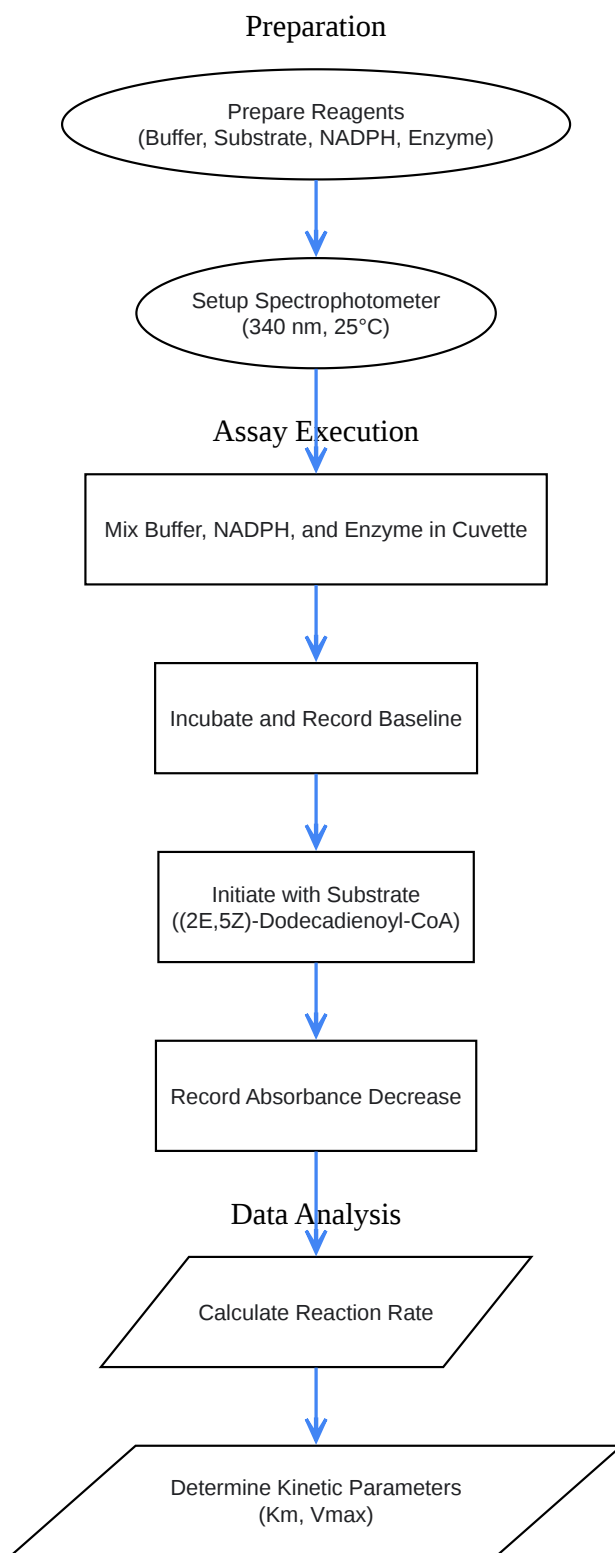 Preparation
Prepare Reagents
(Buffer, Substrate, NADPH, Enzyme)
Setup Spectrophotometer
(340 nm, 25°C)
Assay Execution
Mix Buffer, NADPH, and Enzyme in Cuvette
Incubate and Record Baseline
Initiate with Substrate
((2E,5Z)-Dodecadienoyl-CoA)
Record Absorbance Decrease
Data Analysis
Calculate Reaction Rate
Determine Kinetic Parameters
(Km, Vmax)